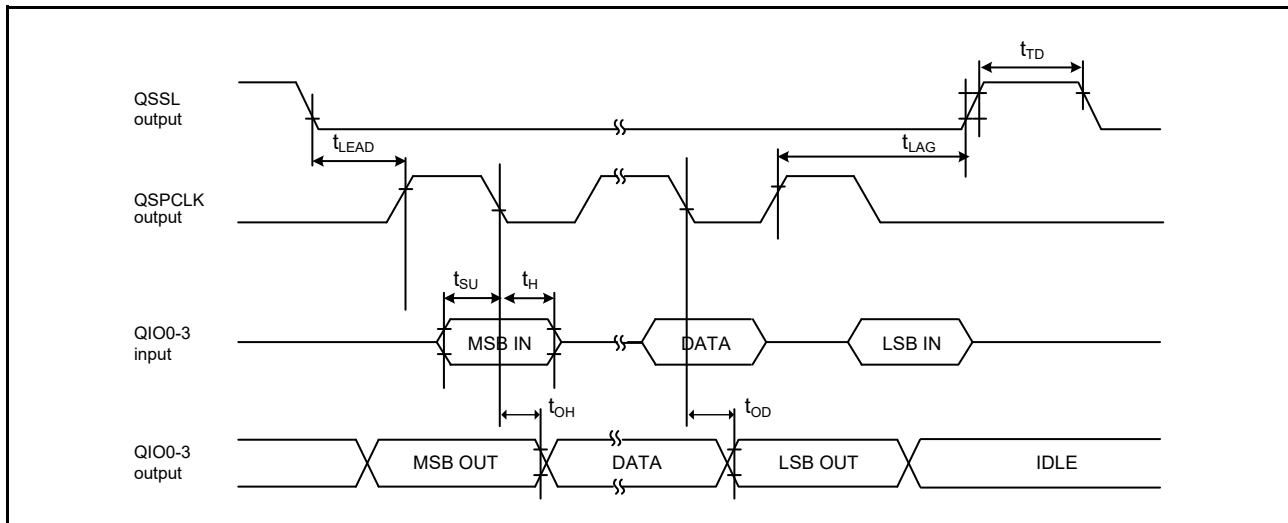 QSSL
output
tTD
tLEAD
tLAG
QSPCLK
output
tSU
tH
QIO0-3
input
MSB IN
DATA
LSB IN
tOH
tOD
QIO0-3
output
MSB OUT
DATA
LSB OUT
IDLE